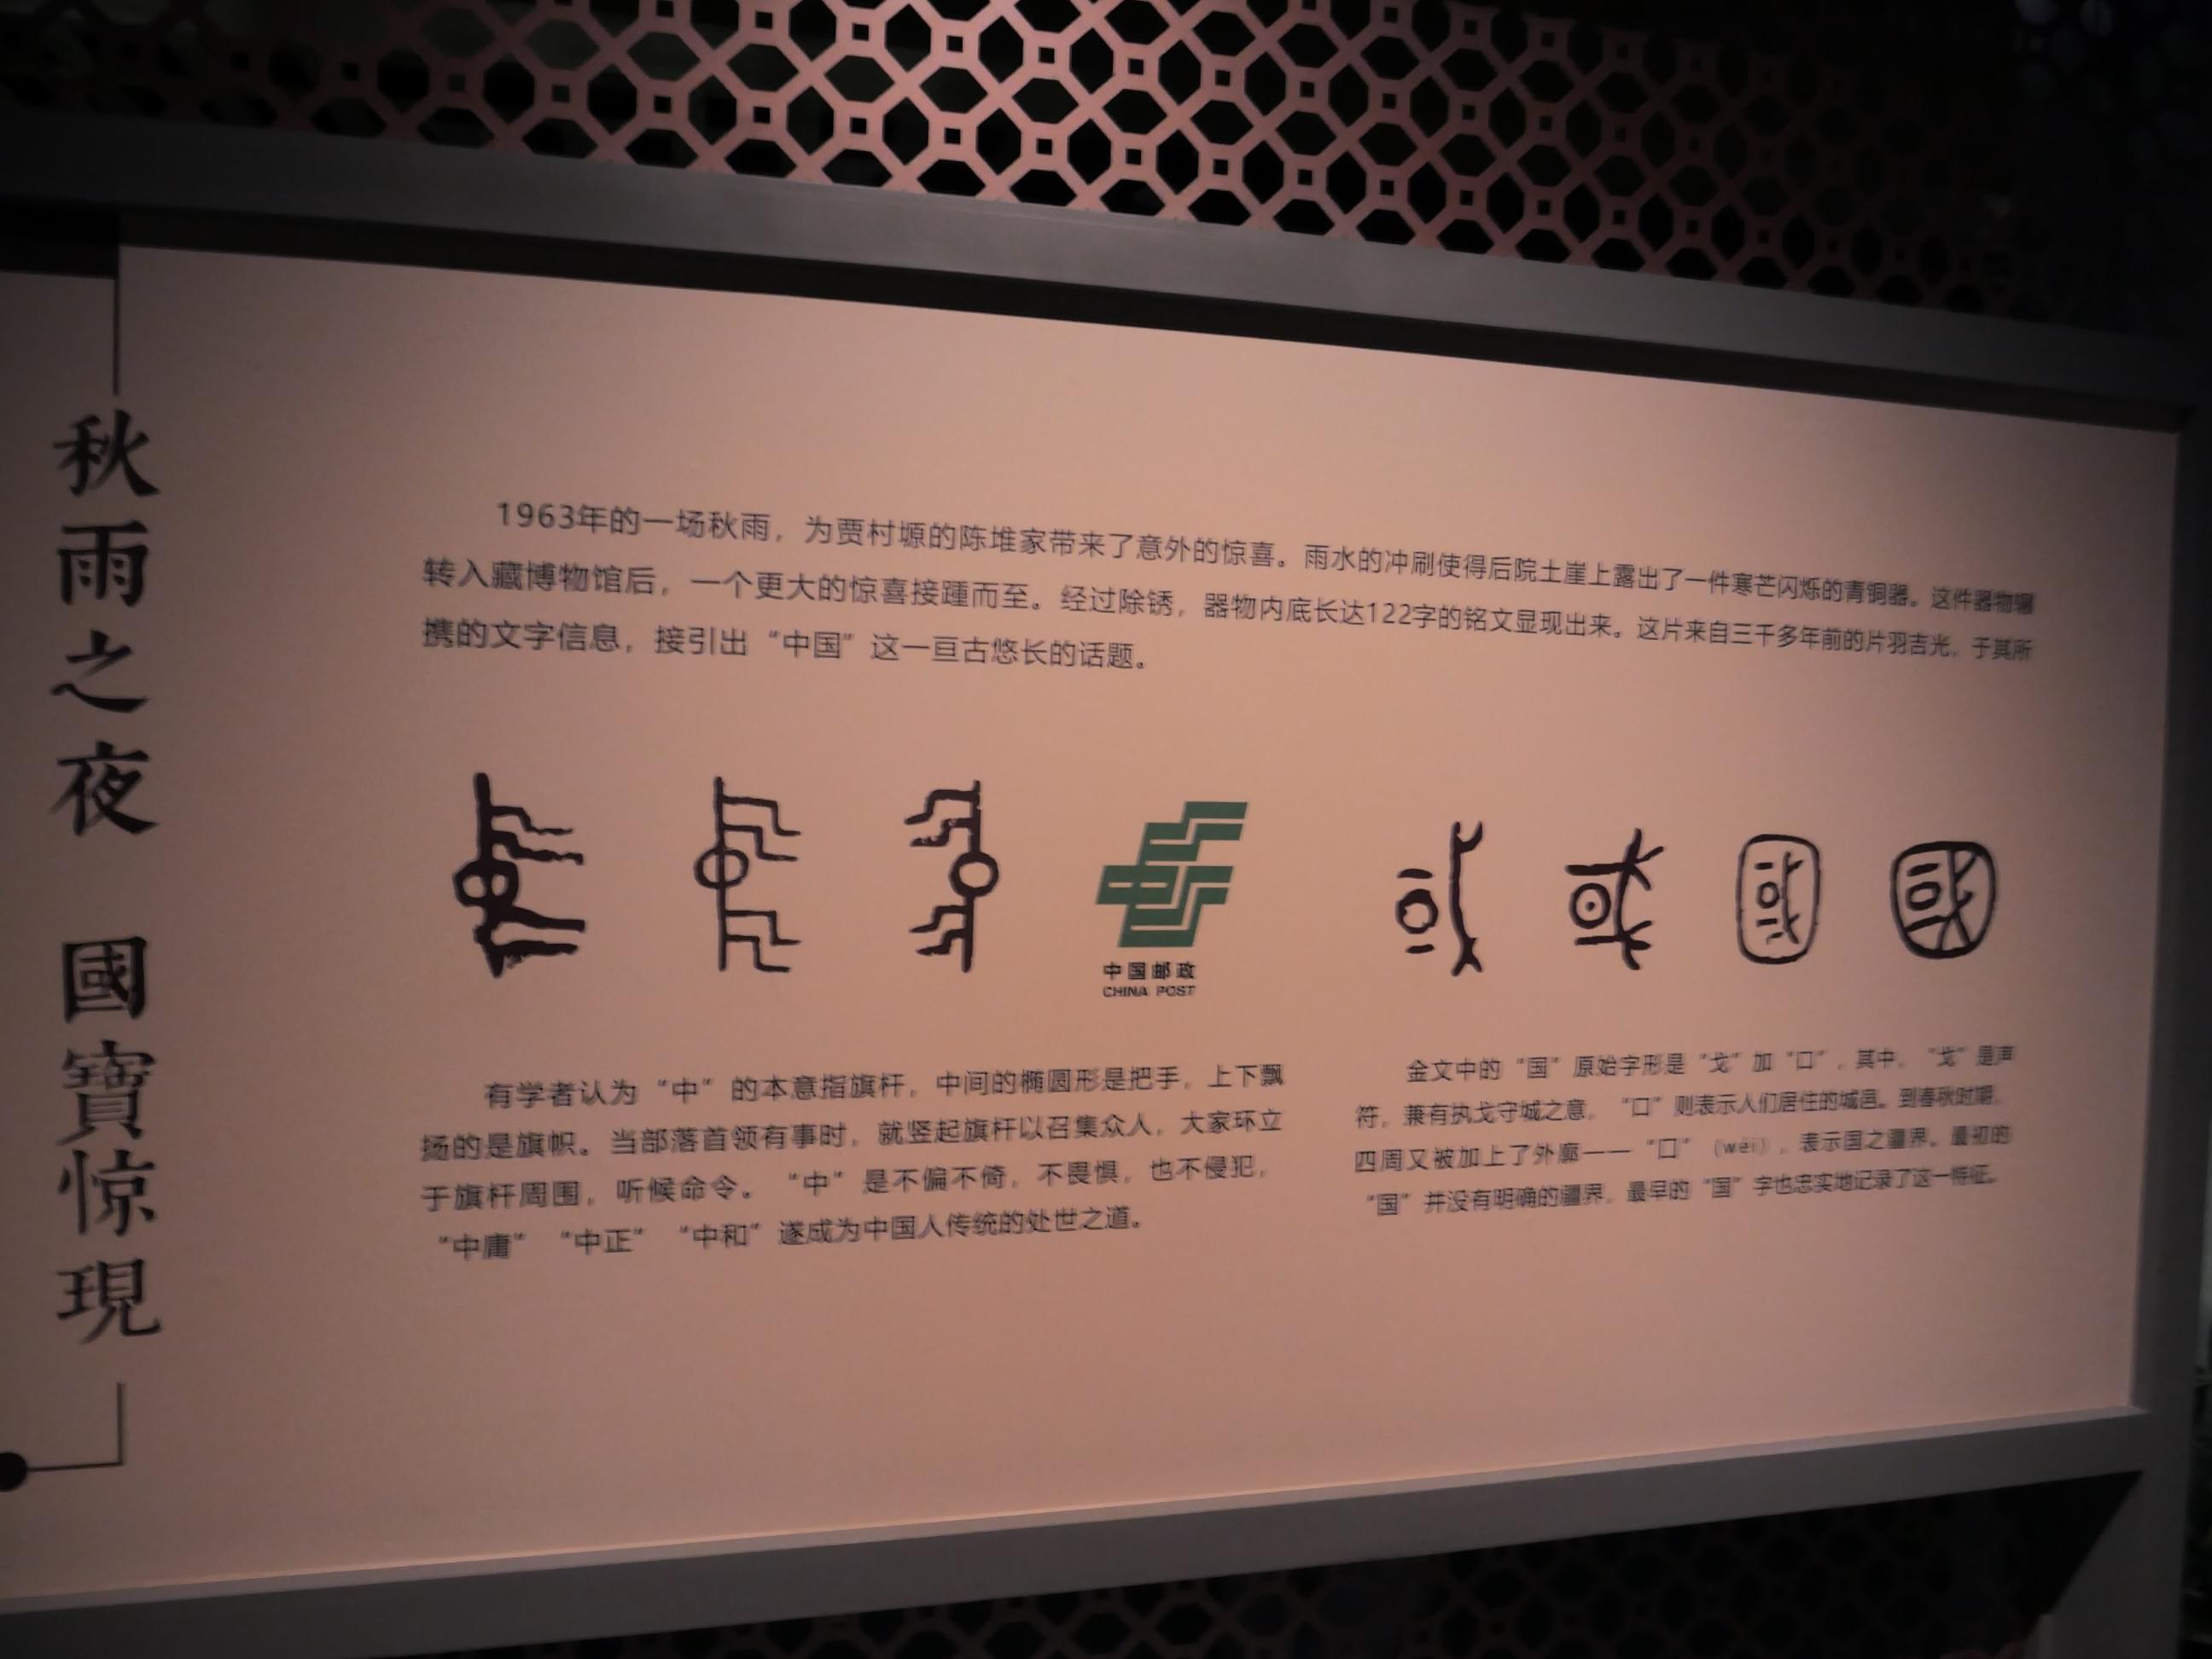 秋雨之夜 國寶惊現
1963年的一场秋雨，为贾村塬的陈堆家带来了意外的惊喜。雨水的冲刷使得后院土崖上露出了一件寒芒闪烁的青铜器。这件器物辗
转入藏博物馆后，一个更大的惊喜接踵而至。经过除锈，器物内底长达122字的铭文显现出来。这片来自三千多年前的片羽吉光，于其所
携的文字信息，接引出“中国”这一亘古悠长的话题。
中国邮政
CHINA POST
有学者认为“中”的本意指旗杆，中间的椭圆形是把手，上下飘
扬的是旗帜。当部落首领有事时，就竖起旗杆以召集众人，大家环立
于旗杆周围，听候命令。“中”是不偏不倚，不畏惧，也不侵犯，
“中庸”“中正”“中和”遂成为中国人传统的处世之道。
金文中的“国”原始字形是“戈”加“口”，其中，“戈”是声
符，兼有执戈守城之意，“口”则表示人们居住的城邑。到春秋时期，
四周又被加上了外廓——“囗”（wéi），表示国之疆界。最初的
“国”并没有明确的疆界，最早的“国”字也忠实地记录了这一特征。